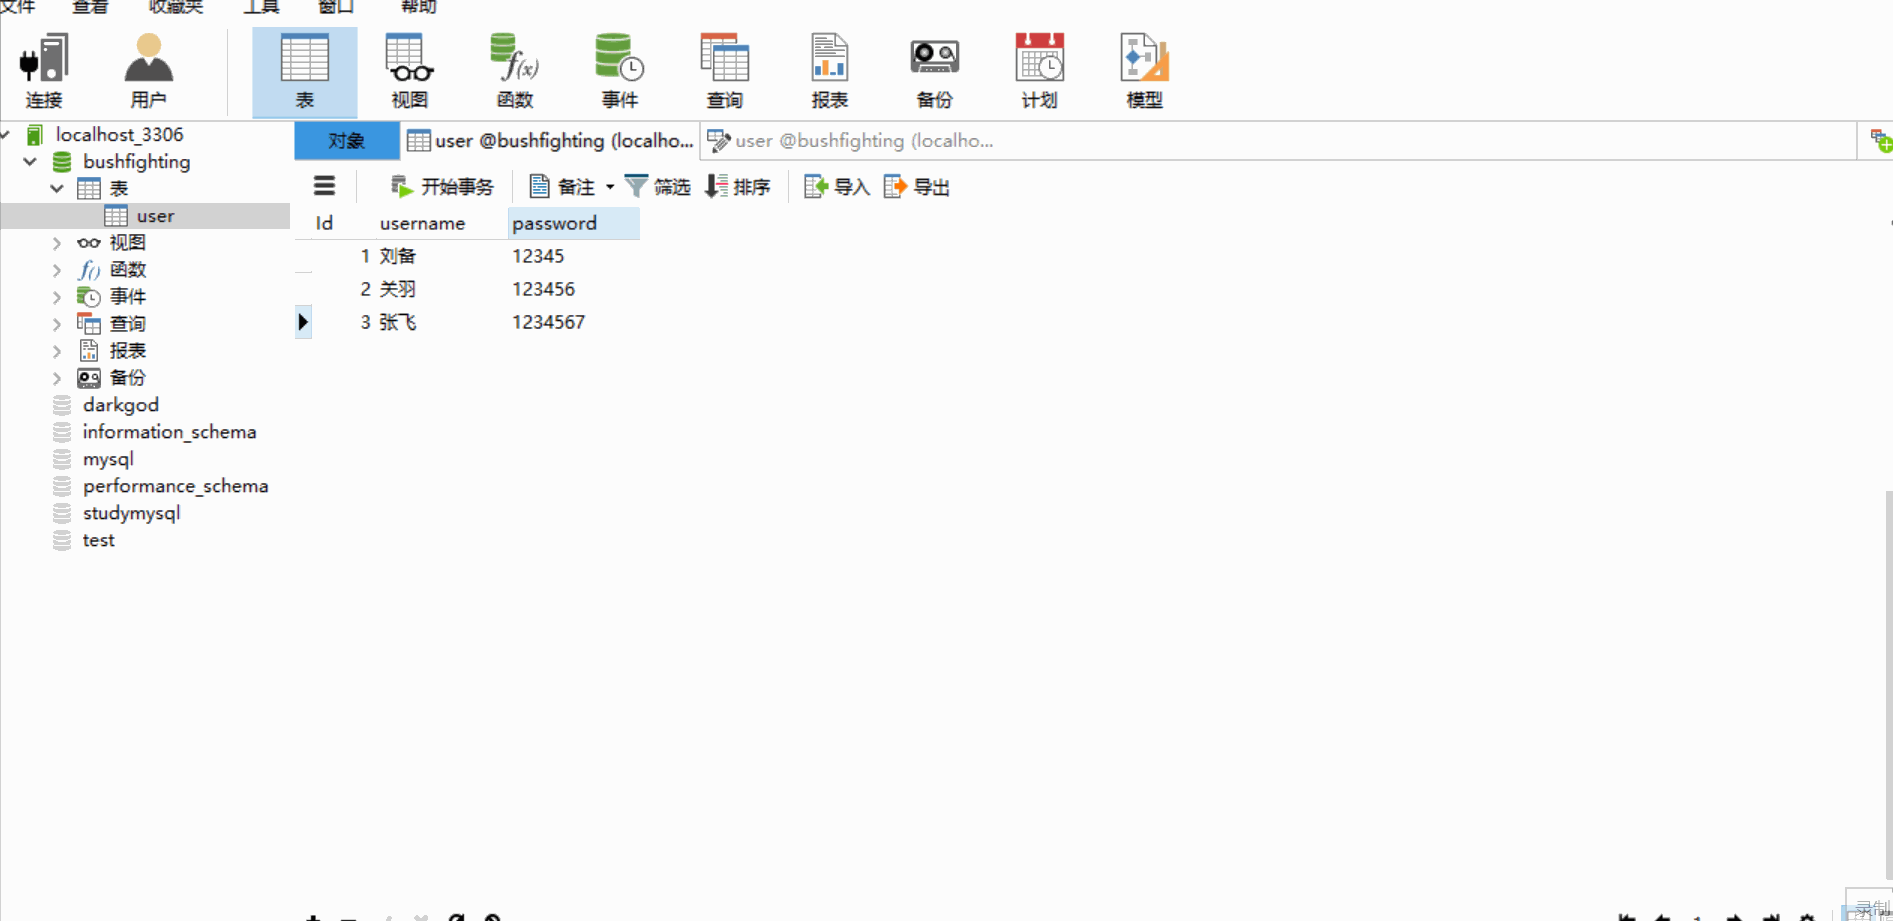 文件 查看 收藏夹 工具 窗口 帮助
连接 用户 表 视图 函数 事件 查询 报表 备份 计划 模型
localhost_3306
bushfighting
表
user
视图
函数
事件
查询
报表
备份
darkgod
information_schema
mysql
performance_schema
studymysql
test
对象 user @bushfighting (localho... user @bushfighting (localho...
开始事务 备注 筛选 排序 导入 导出
Id username password
1 刘备 12345
2 关羽 123456
3 张飞 1234567
录制